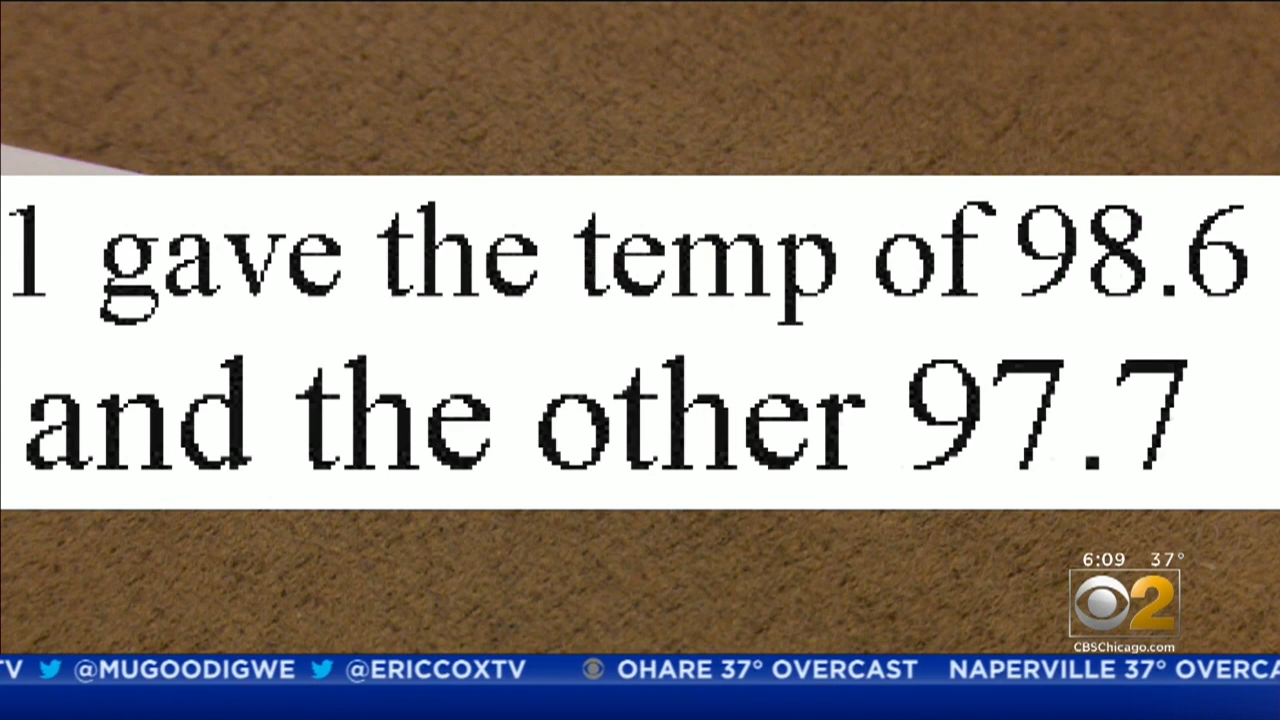 1 gave the temp of 98.6
and the other 97.7
6:09 37°
2
CBSChicago.com
TV @MUGOODIGWE @ERICCOXTV OHARE 37° OVERCAST NAPERVILLE 37° OVERCA